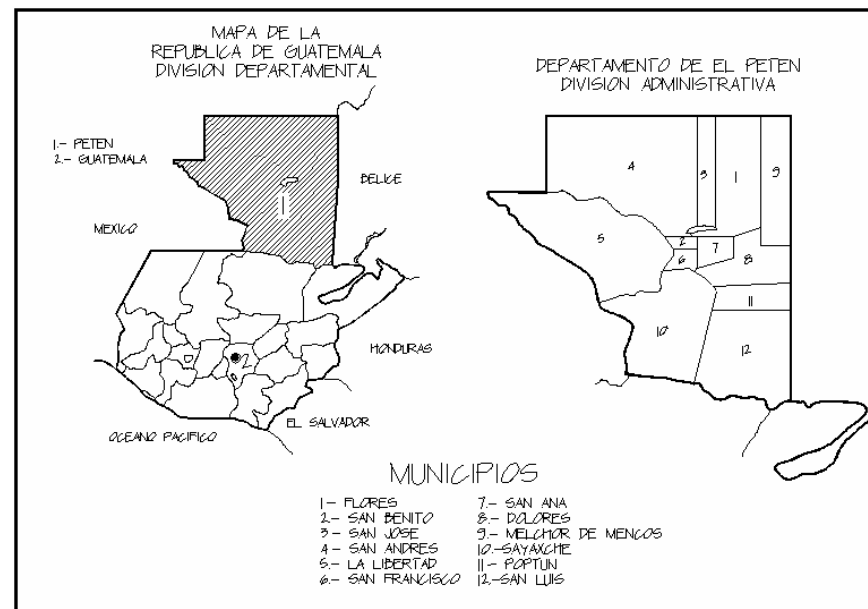 MAPA DE LA
REPUBLICA DE GUATEMALA
DIVISION DEPARTAMENTAL
1.- PETEN
2.- GUATEMALA
BELICE
MEXICO
1
2
HONDURAS
EL SALVADOR
OCEANO PACIFICO
DEPARTAMENTO DE EL PETEN
DIVISION ADMINISTRATIVA
4
3
1
9
5
2
7
8
6
11
10
12
MUNICIPIOS
1- FLORES
2.- SAN BENITO
3 - SAN JOSE
4 - SAN ANDRES
5.- LA LIBERTAD
6.- SAN FRANCISCO
7.- SAN ANA
8.- DOLORES
9.- MELCHOR DE MENCOS
10.-SAYAXCHE
11 - POPTUN
12.-SAN LUIS